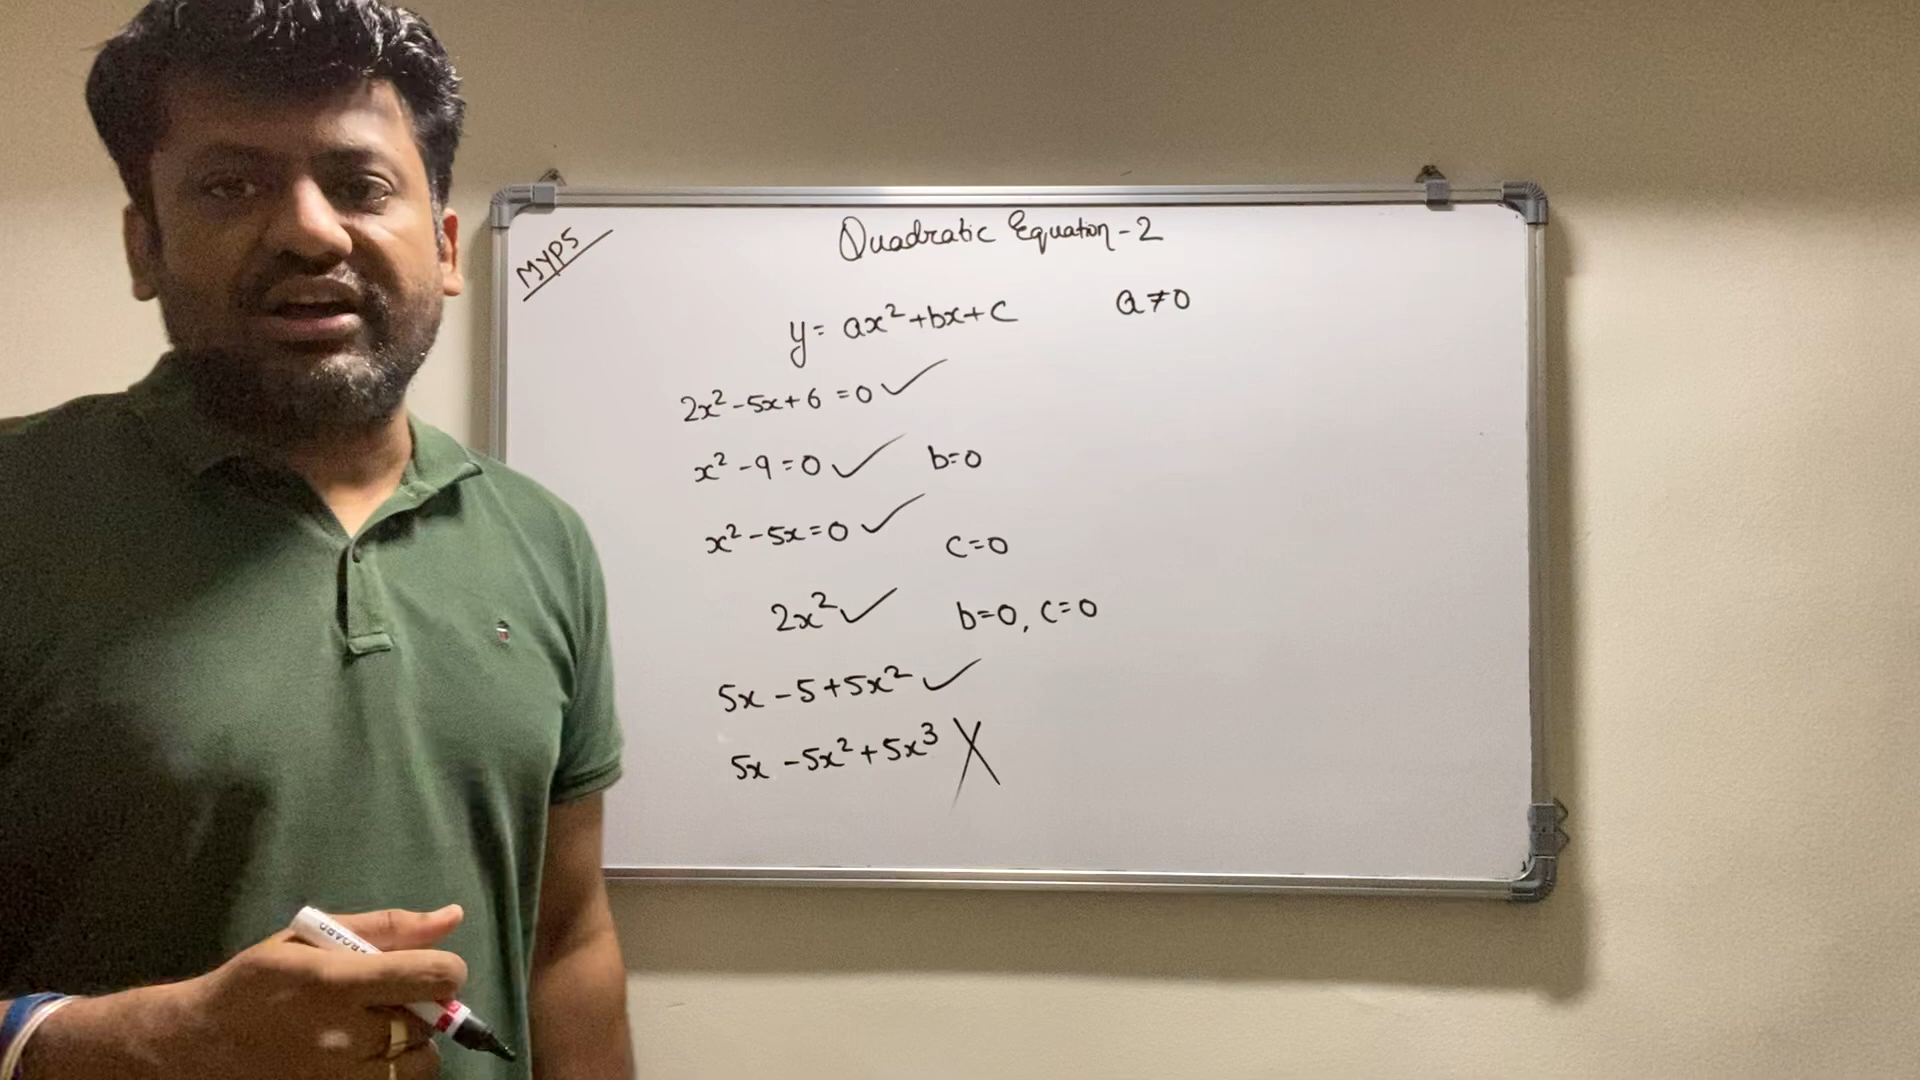 MYP5
Quadratic Equation - 2
y = ax² + bx + c a ≠ 0
2x² - 5x + 6 = 0 ✓
x² - 9 = 0 ✓ b = 0
x² - 5x = 0 ✓ c = 0
2x² ✓ b = 0, c = 0
5x - 5 + 5x² ✓
5x - 5x² + 5x³ X